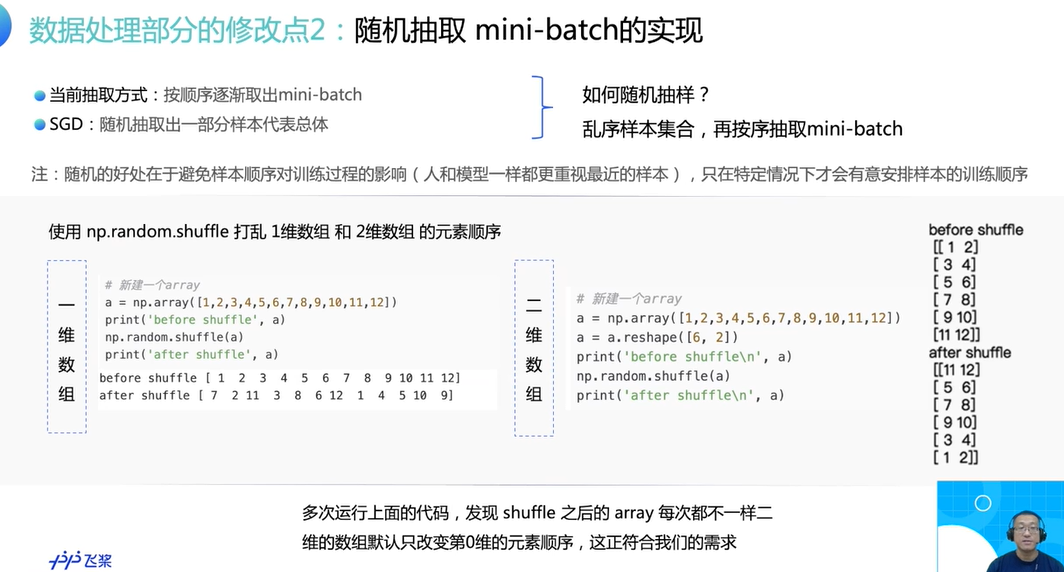 数据处理部分的修改点2：随机抽取 mini-batch的实现
当前抽取方式：按顺序逐渐取出mini-batch
SGD：随机抽取出一部分样本代表总体
如何随机抽样？
乱序样本集合，再按序抽取mini-batch
注：随机的好处在于避免样本顺序对训练过程的影响（人和模型一样都更重视最近的样本），只在特定情况下才会有意安排样本的训练顺序
使用 np.random.shuffle 打乱 1维数组 和 2维数组 的元素顺序
一维数组
# 新建一个array
a = np.array([1,2,3,4,5,6,7,8,9,10,11,12])
print('before shuffle', a)
np.random.shuffle(a)
print('after shuffle', a)
before shuffle [ 1 2 3 4 5 6 7 8 9 10 11 12]
after shuffle [ 7 2 11 3 8 6 12 1 4 5 10 9]
二维数组
# 新建一个array
a = np.array([1,2,3,4,5,6,7,8,9,10,11,12])
a = a.reshape([6, 2])
print('before shuffle\n', a)
np.random.shuffle(a)
print('after shuffle\n', a)
before shuffle
[[ 1 2]
[ 3 4]
[ 5 6]
[ 7 8]
[ 9 10]
[11 12]]
after shuffle
[[11 12]
[ 5 6]
[ 7 8]
[ 9 10]
[ 3 4]
[ 1 2]]
多次运行上面的代码，发现 shuffle 之后的 array 每次都不一样二
维的数组默认只改变第0维的元素顺序，这正符合我们的需求
飞桨